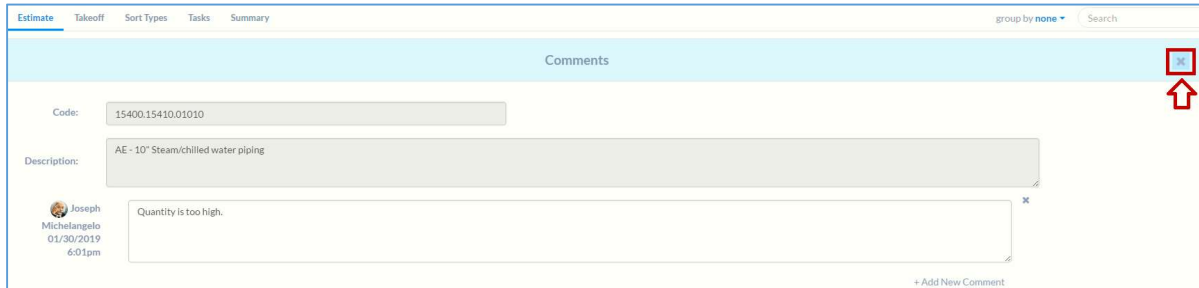 Estimate Takeoff Sort Types Tasks Summary group by none Search
Comments
Code: 15400.15410.01010
Description: AE - 10" Steam/chilled water piping
Joseph
Michelangelo
01/30/2019
6:01pm
Quantity is too high.
+ Add New Comment